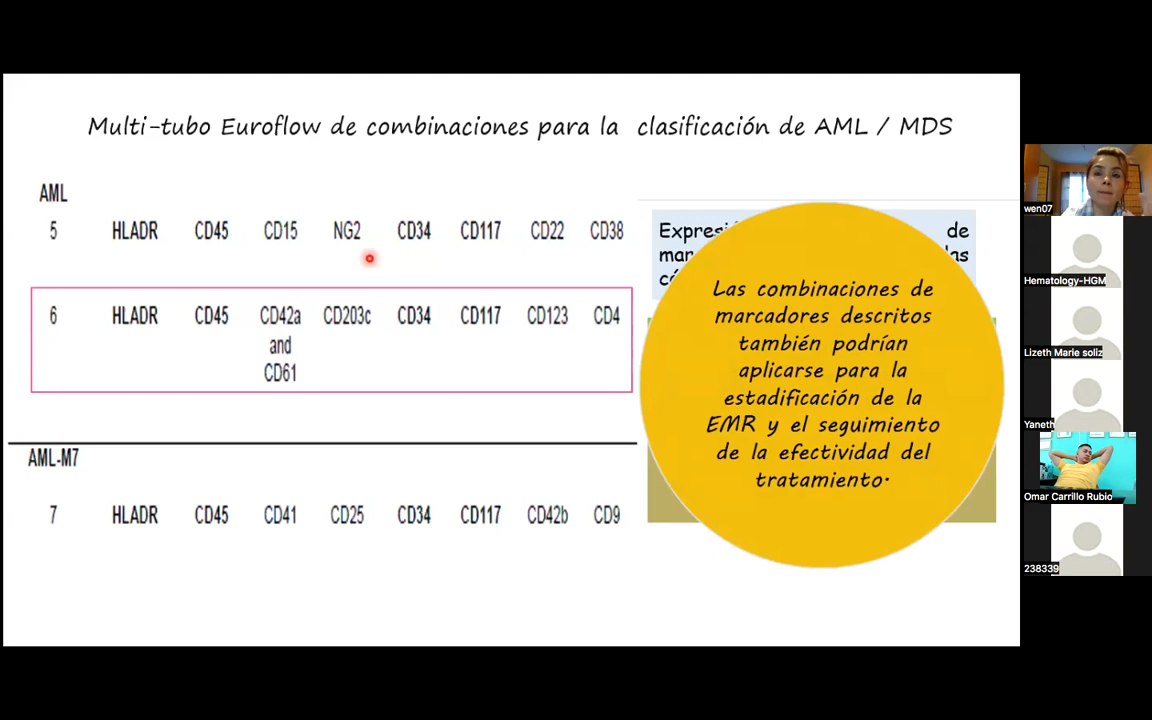 Multi-tubo Euroflow de combinaciones para la clasificación de AML / MDS
AML
5 HLADR CD45 CD15 NG2 CD34 CD117 CD22 CD38
6 HLADR CD45 CD42a CD203c CD34 CD117 CD123 CD4
and
CD61
AML-M7
7 HLADR CD45 CD41 CD25 CD34 CD117 CD42b CD9
de
Las combinaciones de
marcadores descritos
también podrían
aplicarse para la
estadificación de la
EMR y el seguimiento
de la efectividad del
tratamiento.
wen07
Hematology-HGM
Lizeth Marie soliz
Yaneth
Omar Carrillo Rubio
238339